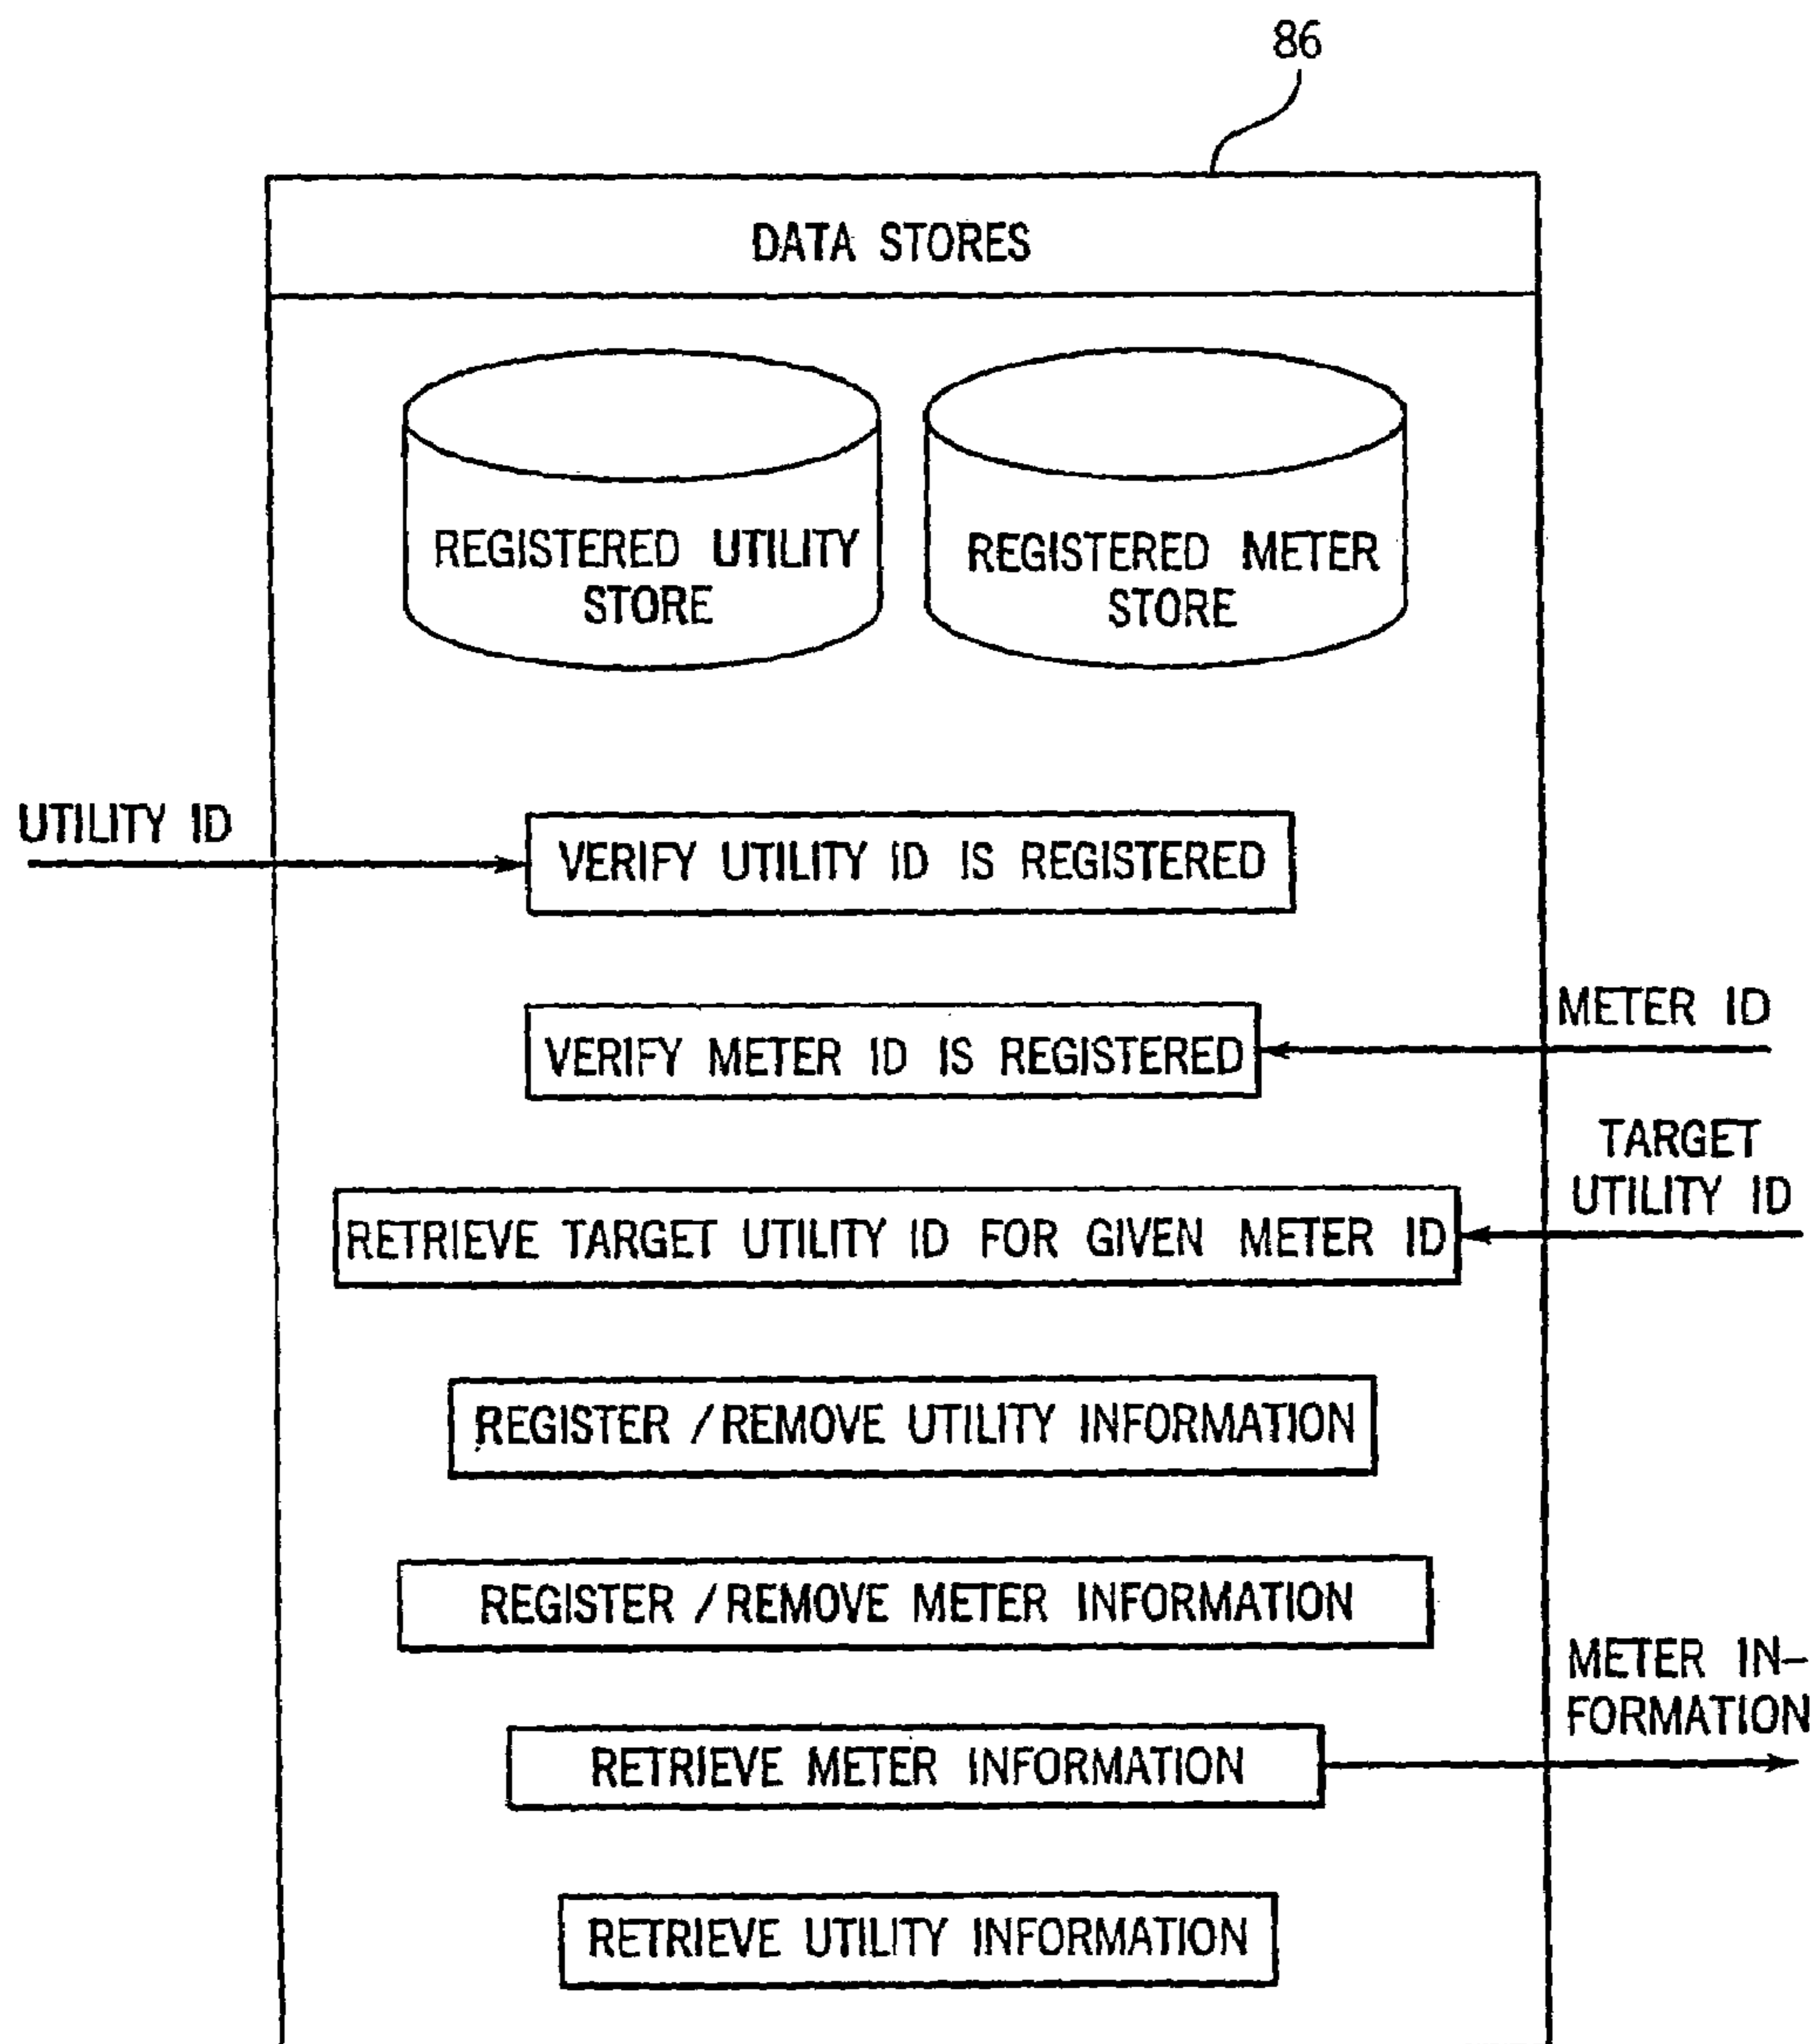 86
DATA STORES
REGISTERED UTILITY
STORE
REGISTERED METER
STORE
UTILITY ID
VERIFY UTILITY ID IS REGISTERED
METER ID
VERIFY METER ID IS REGISTERED
TARGET
UTILITY ID
RETRIEVE TARGET UTILITY ID FOR GIVEN METER ID
REGISTER / REMOVE UTILITY INFORMATION
REGISTER / REMOVE METER INFORMATION
METER IN-
FORMATION
RETRIEVE METER INFORMATION
RETRIEVE UTILITY INFORMATION